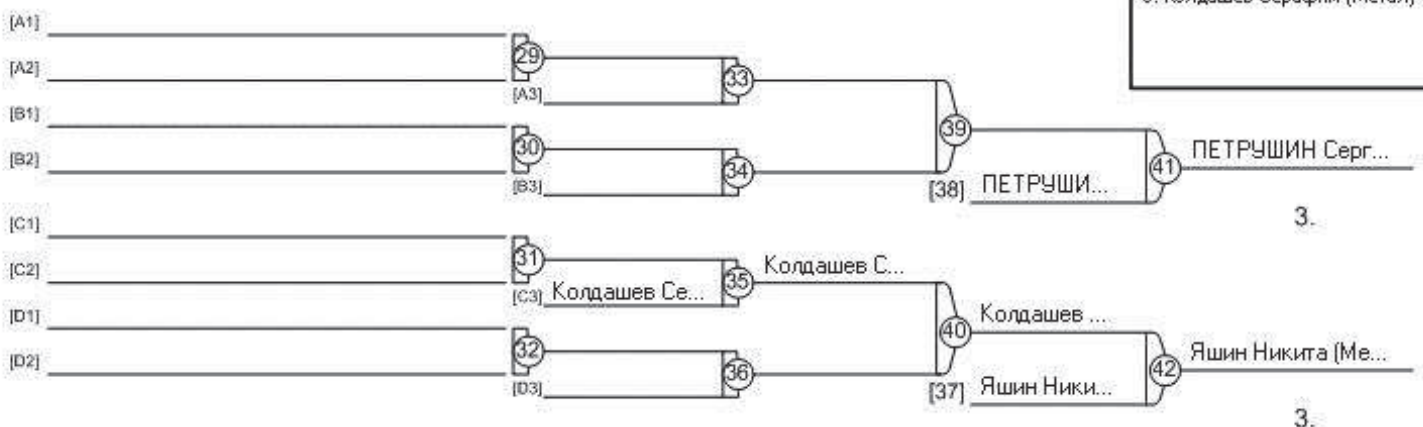 [A1]
[A2]
29
[A3]
33
[B1]
[B2]
30
[B3]
34
39
[38] ПЕТРУШИ...
41
ПЕТРУШИН Серг...
3.
[C1]
[C2]
31
[C3] Колдашев Се...
35
Колдашев С...
[D1]
[D2]
32
[D3]
36
40
Колдашев ...
[37] Яшин Ники...
42
Яшин Никита (Ме...
3.